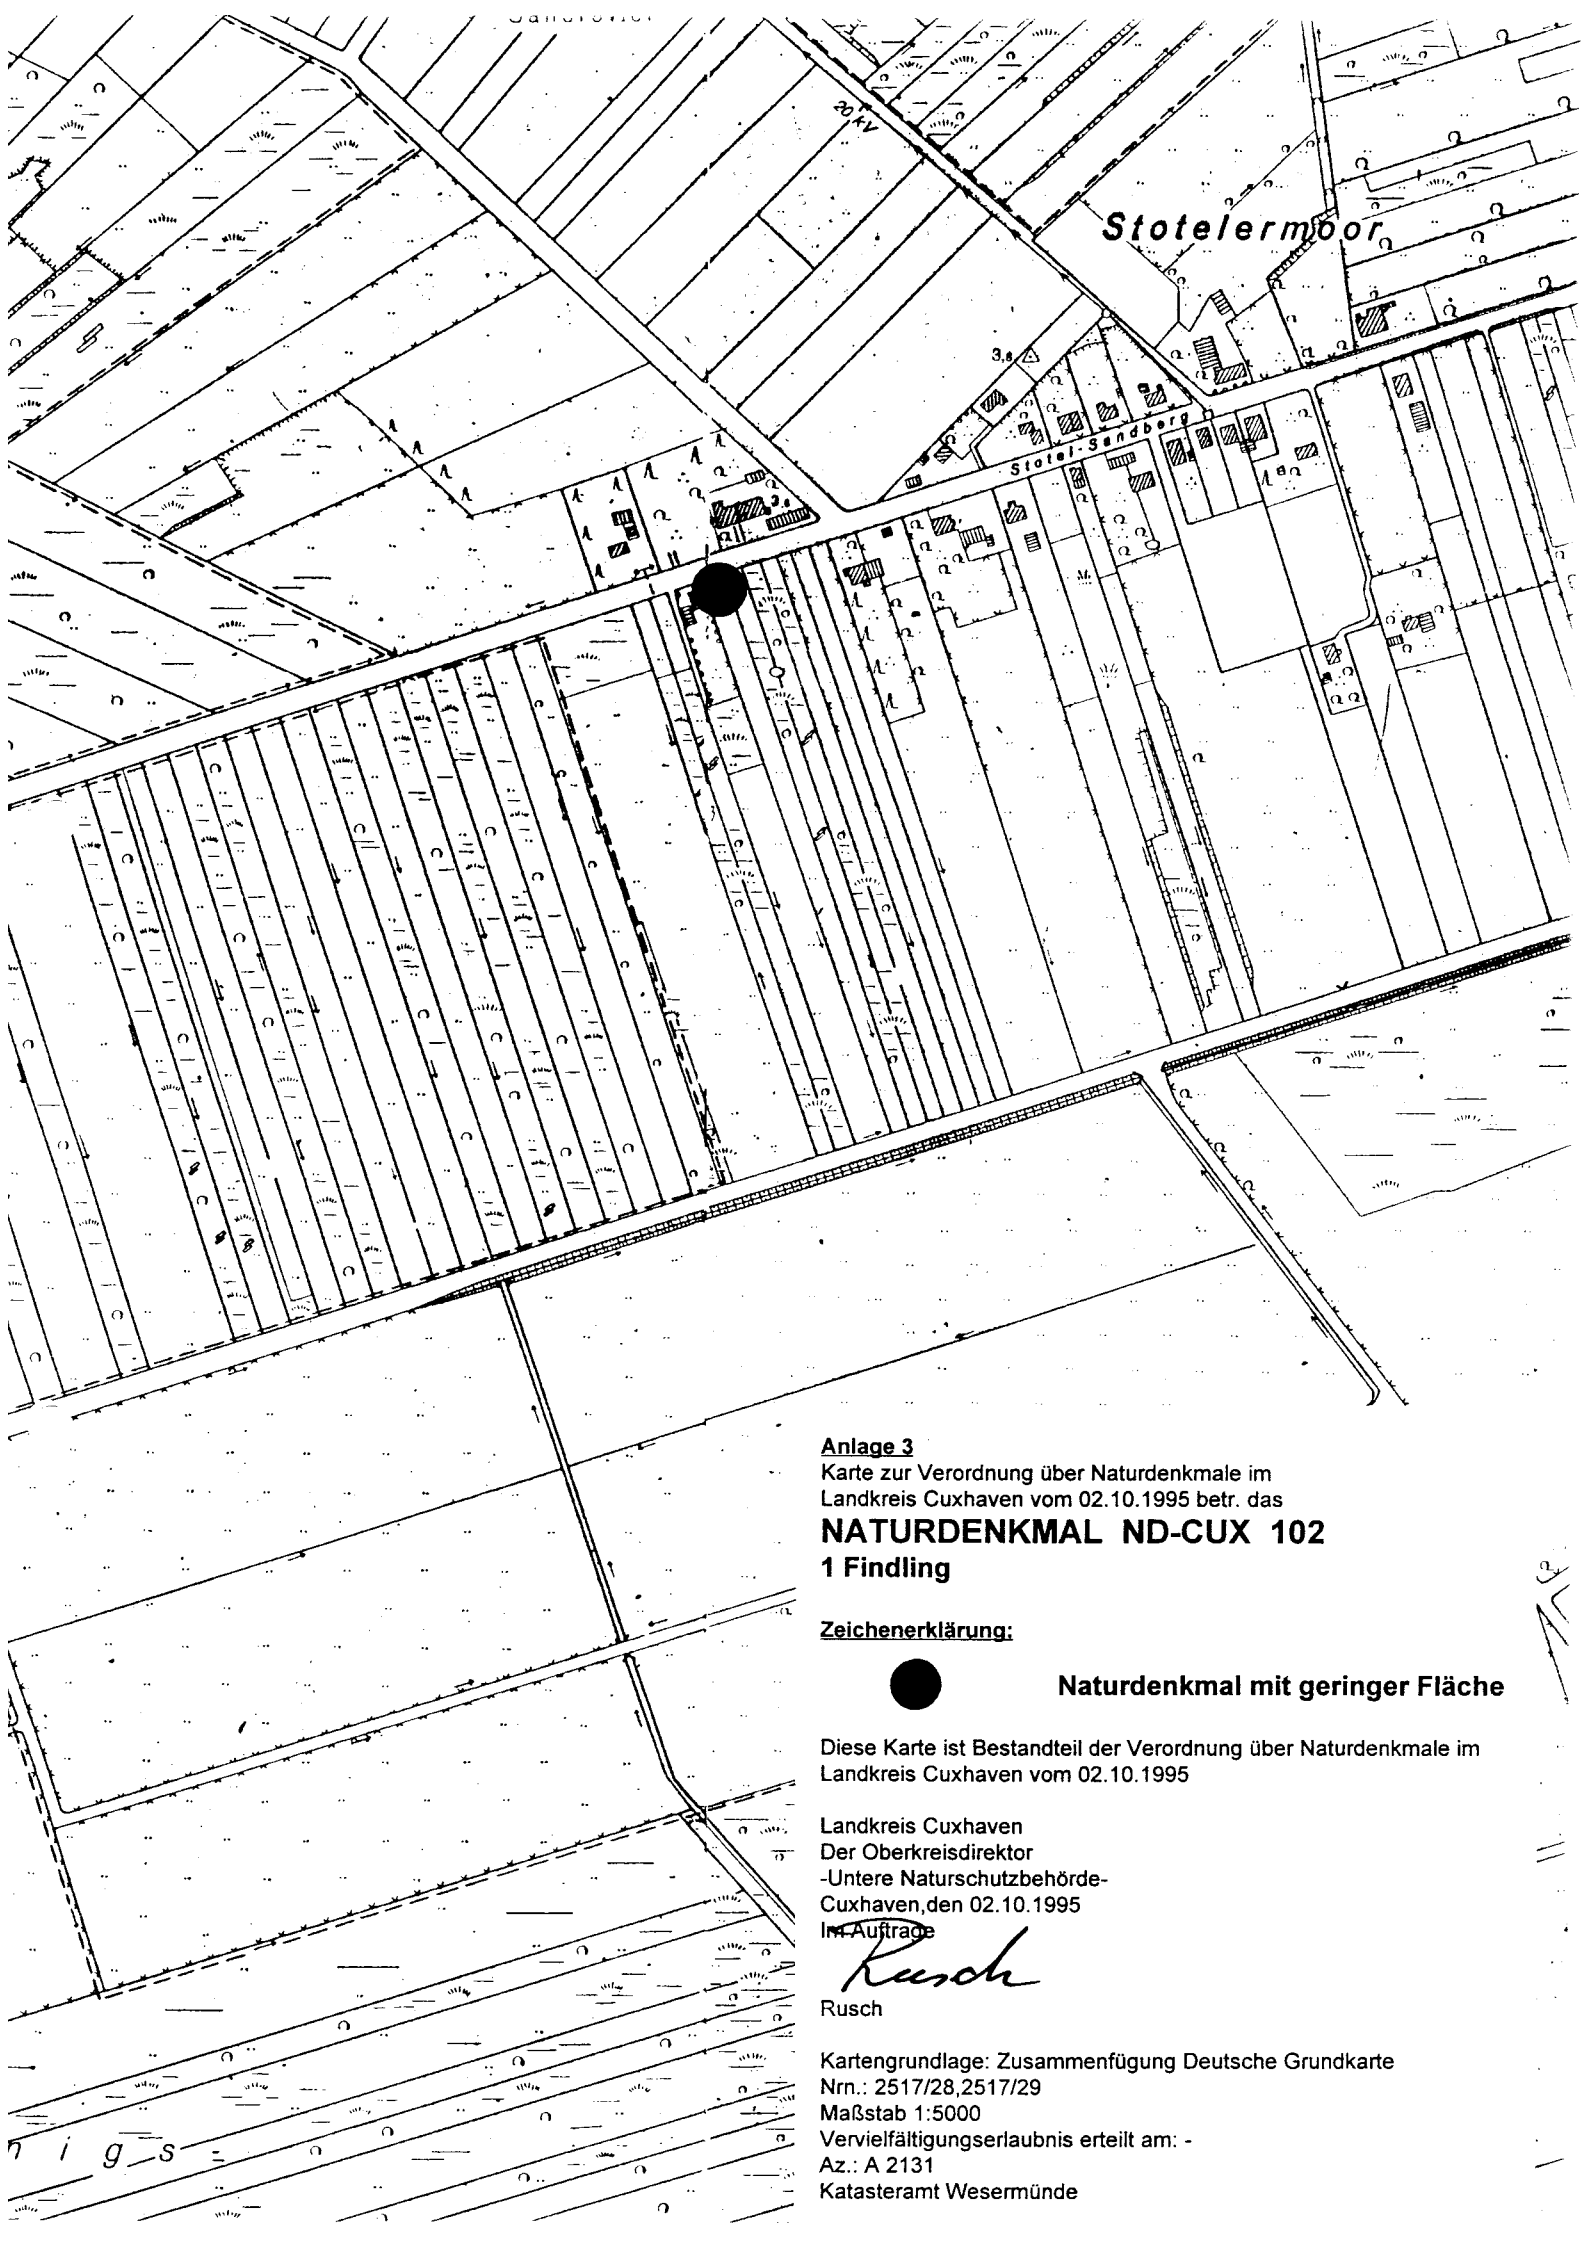 20 KV
Stotelermoor
3,8
Stotel-Sandberg
n i g s
Anlage 3
Karte zur Verordnung über Naturdenkmale im
Landkreis Cuxhaven vom 02.10.1995 betr. das
NATURDENKMAL ND-CUX 102
1 Findling
Zeichenerklärung:
Naturdenkmal mit geringer Fläche
Diese Karte ist Bestandteil der Verordnung über Naturdenkmale im
Landkreis Cuxhaven vom 02.10.1995
Landkreis Cuxhaven
Der Oberkreisdirektor
-Untere Naturschutzbehörde-
Cuxhaven,den 02.10.1995
Im Auftrage
Rusch
Rusch
Kartengrundlage: Zusammenfügung Deutsche Grundkarte
Nrn.: 2517/28,2517/29
Maßstab 1:5000
Vervielfältigungserlaubnis erteilt am: -
Az.: A 2131
Katasteramt Wesermünde